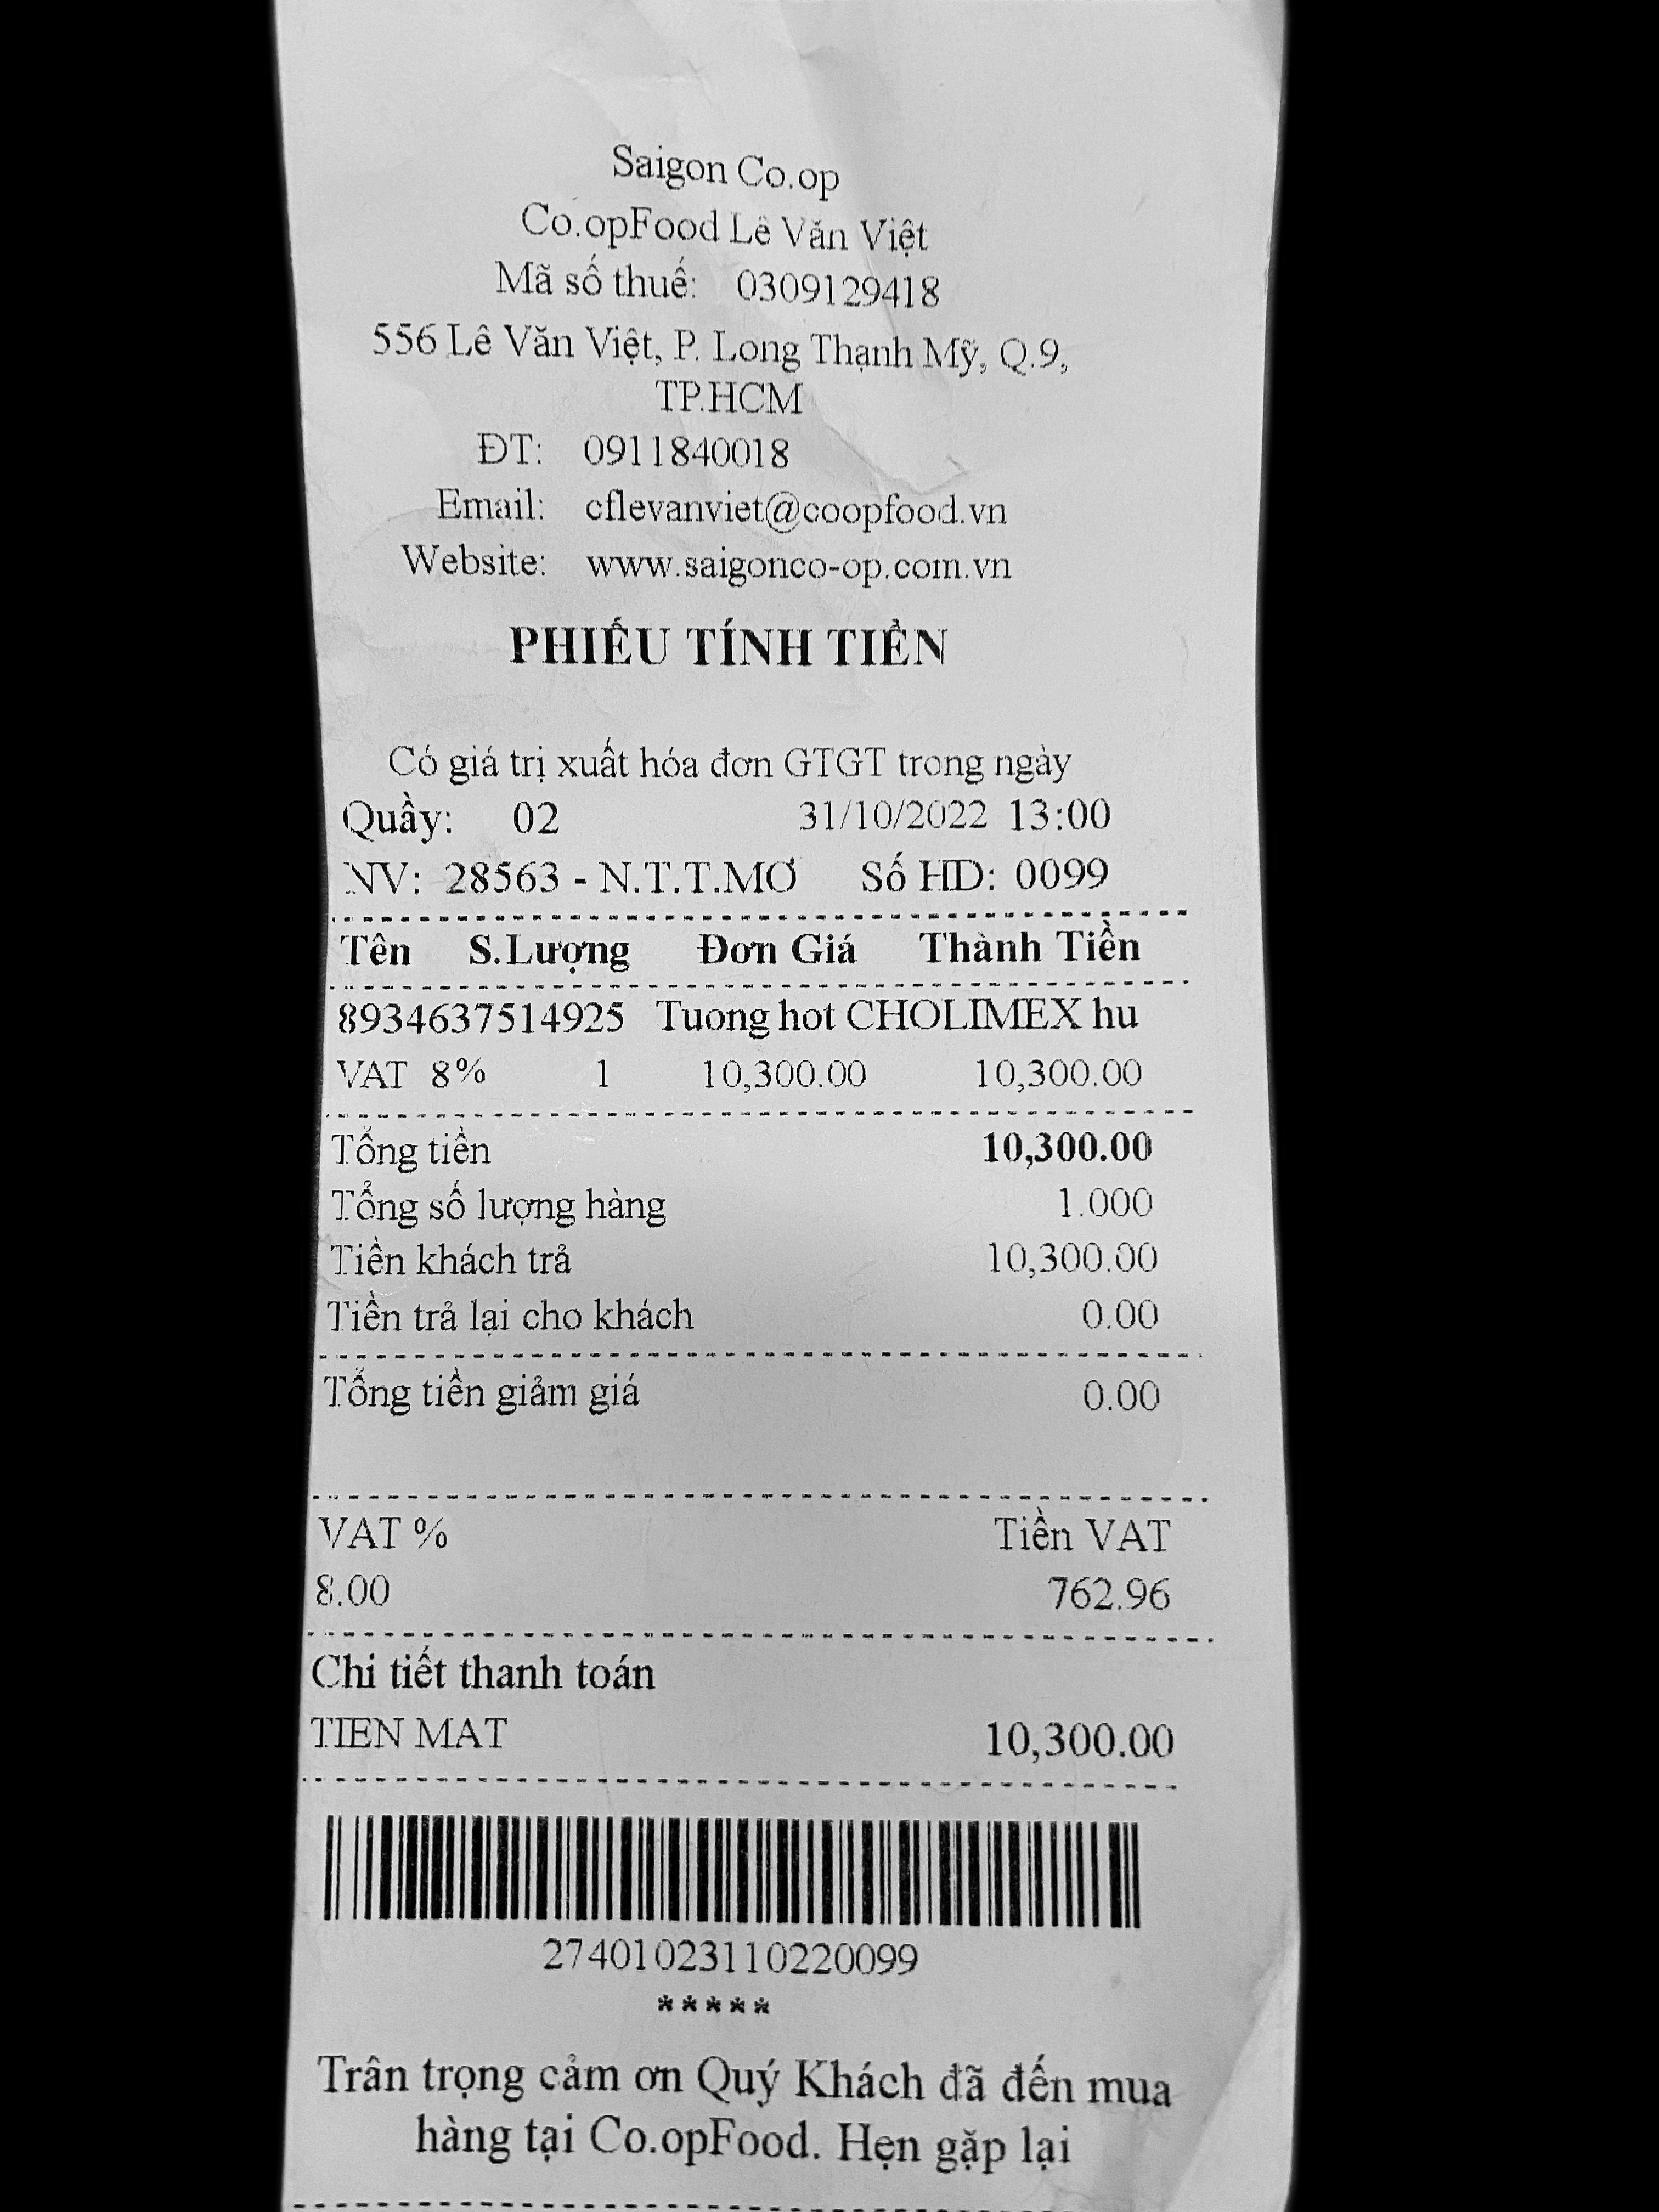 Saigon Co.op
Co.opFood Lê Văn Việt
Mã số thuế: 0309129418
556 Lê Văn Việt, P. Long Thạnh Mỹ, Q.9,
TP.HCM
ĐT: 0911840018
Email: cflevanviet@coopfood.vn
Website: www.saigonco-op.com.vn
PHIẾU TÍNH TIỀN
Có giá trị xuất hóa đơn GTGT trong ngày
Quầy: 02 31/10/2022 13:00
NV: 28563 - N.T.T.MƠ Số HD: 0099
Tên S.Lượng Đơn Giá Thành Tiền
8934637514925 Tuong hot CHOLIMEX hu
VAT 8% 1 10,300.00 10,300.00
Tổng tiền 10,300.00
Tổng số lượng hàng 1.000
Tiền khách trả 10,300.00
Tiền trả lại cho khách 0.00
Tổng tiền giảm giá 0.00
VAT % Tiền VAT
8.00 762.96
Chi tiết thanh toán
TIEN MAT 10,300.00
27401023110220099
*****
Trân trọng cảm ơn Quý Khách đã đến mua
hàng tại Co.opFood. Hẹn gặp lại